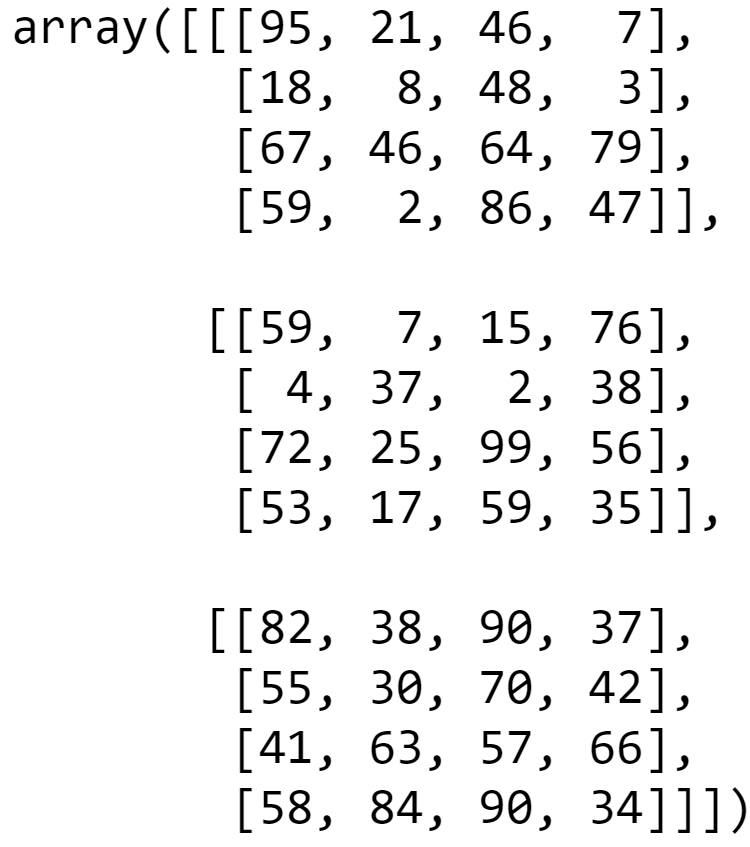 array([[[95, 21, 46,  7],
        [18,  8, 48,  3],
        [67, 46, 64, 79],
        [59,  2, 86, 47]],

       [[59,  7, 15, 76],
        [ 4, 37,  2, 38],
        [72, 25, 99, 56],
        [53, 17, 59, 35]],

       [[82, 38, 90, 37],
        [55, 30, 70, 42],
        [41, 63, 57, 66],
        [58, 84, 90, 34]]])